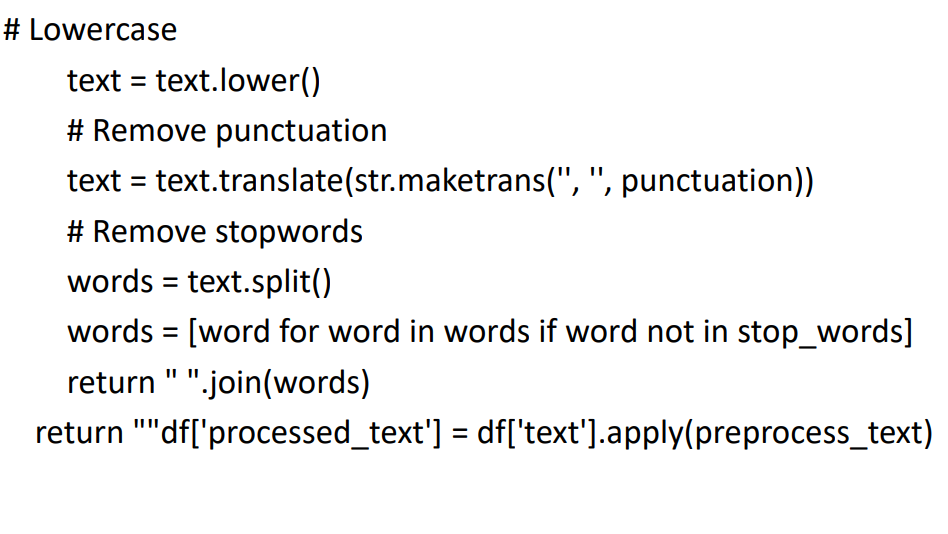 # Lowercase
text = text.lower()
# Remove punctuation
text = text.translate(str.maketrans('', '', punctuation))
# Remove stopwords
words = text.split()
words = [word for word in words if word not in stop_words]
return " ".join(words)
return ""df['processed_text'] = df['text'].apply(preprocess_text)